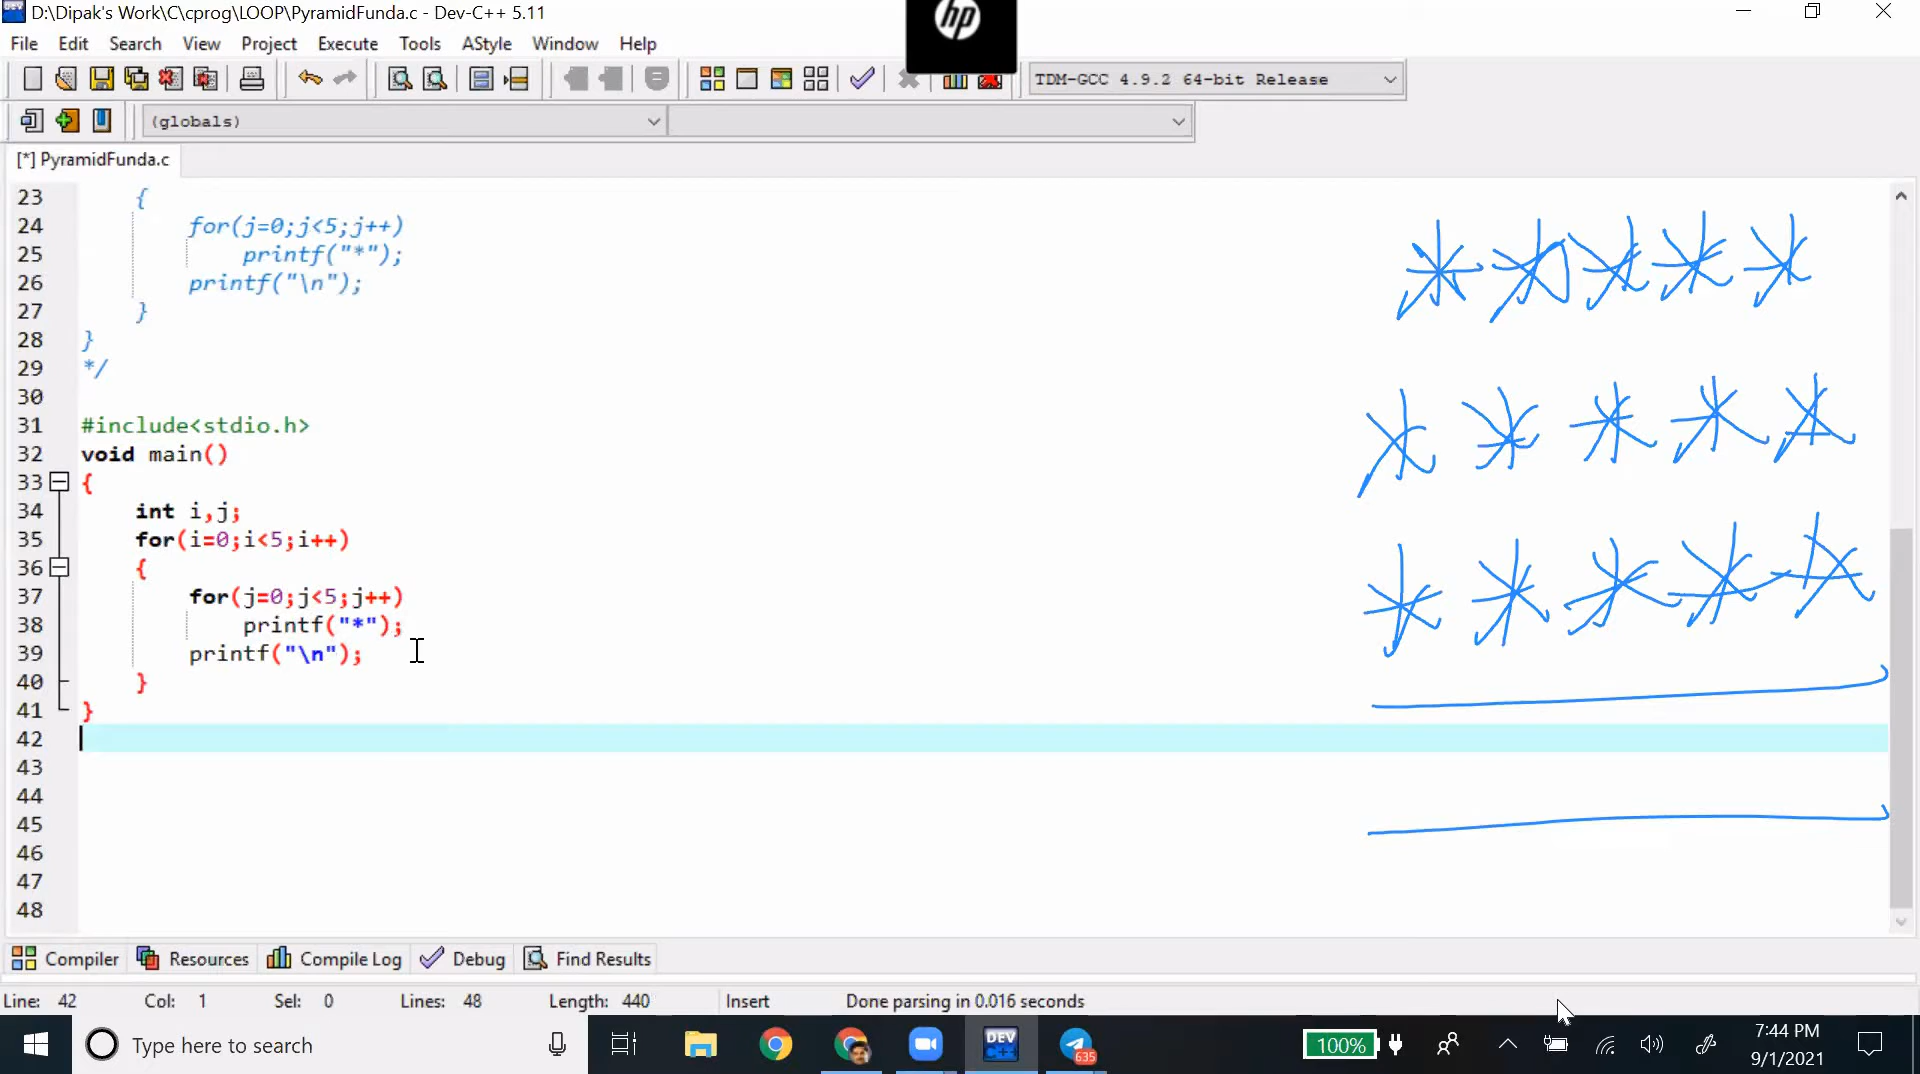 D:\Dipak's Work\C\cprog\LOOP\PyramidFunda.c - Dev-C++ 5.11
hp
File Edit Search View Project Execute Tools AStyle Window Help
TDM-GCC 4.9.2 64-bit Release
(globals)
[*] PyramidFunda.c
23 {
24 for(j=0;j<5;j++)
25 printf("*");
26 printf("\n");
27 }
28 }
29 */
30
31 #include<stdio.h>
32 void main()
33 {
34 int i,j;
35 for(i=0;i<5;i++)
36 {
37 for(j=0;j<5;j++)
38 printf("*");
39 printf("\n");
40 }
41 }
42
43
44
45
46
47
48
* * * * *
* * * * *
* * * * *
Compiler Resources Compile Log Debug Find Results
Line: 42 Col: 1 Sel: 0 Lines: 48 Length: 440 Insert Done parsing in 0.016 seconds
Type here to search
DEV C++
635
100%
7:44 PM
9/1/2021